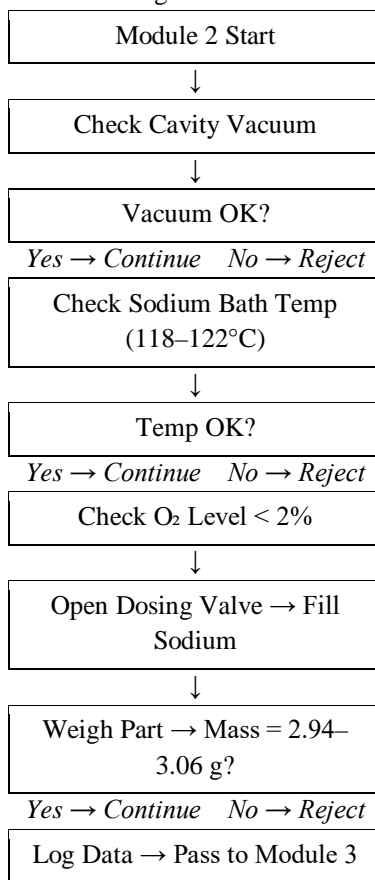 Module 2 Start
↓
Check Cavity Vacuum
↓
Vacuum OK?
Yes → Continue No → Reject
Check Sodium Bath Temp
(118–122°C)
↓
Temp OK?
Yes → Continue No → Reject
Check O₂ Level < 2%
↓
Open Dosing Valve → Fill
Sodium
↓
Weigh Part → Mass = 2.94–
3.06 g?
Yes → Continue No → Reject
Log Data → Pass to Module 3